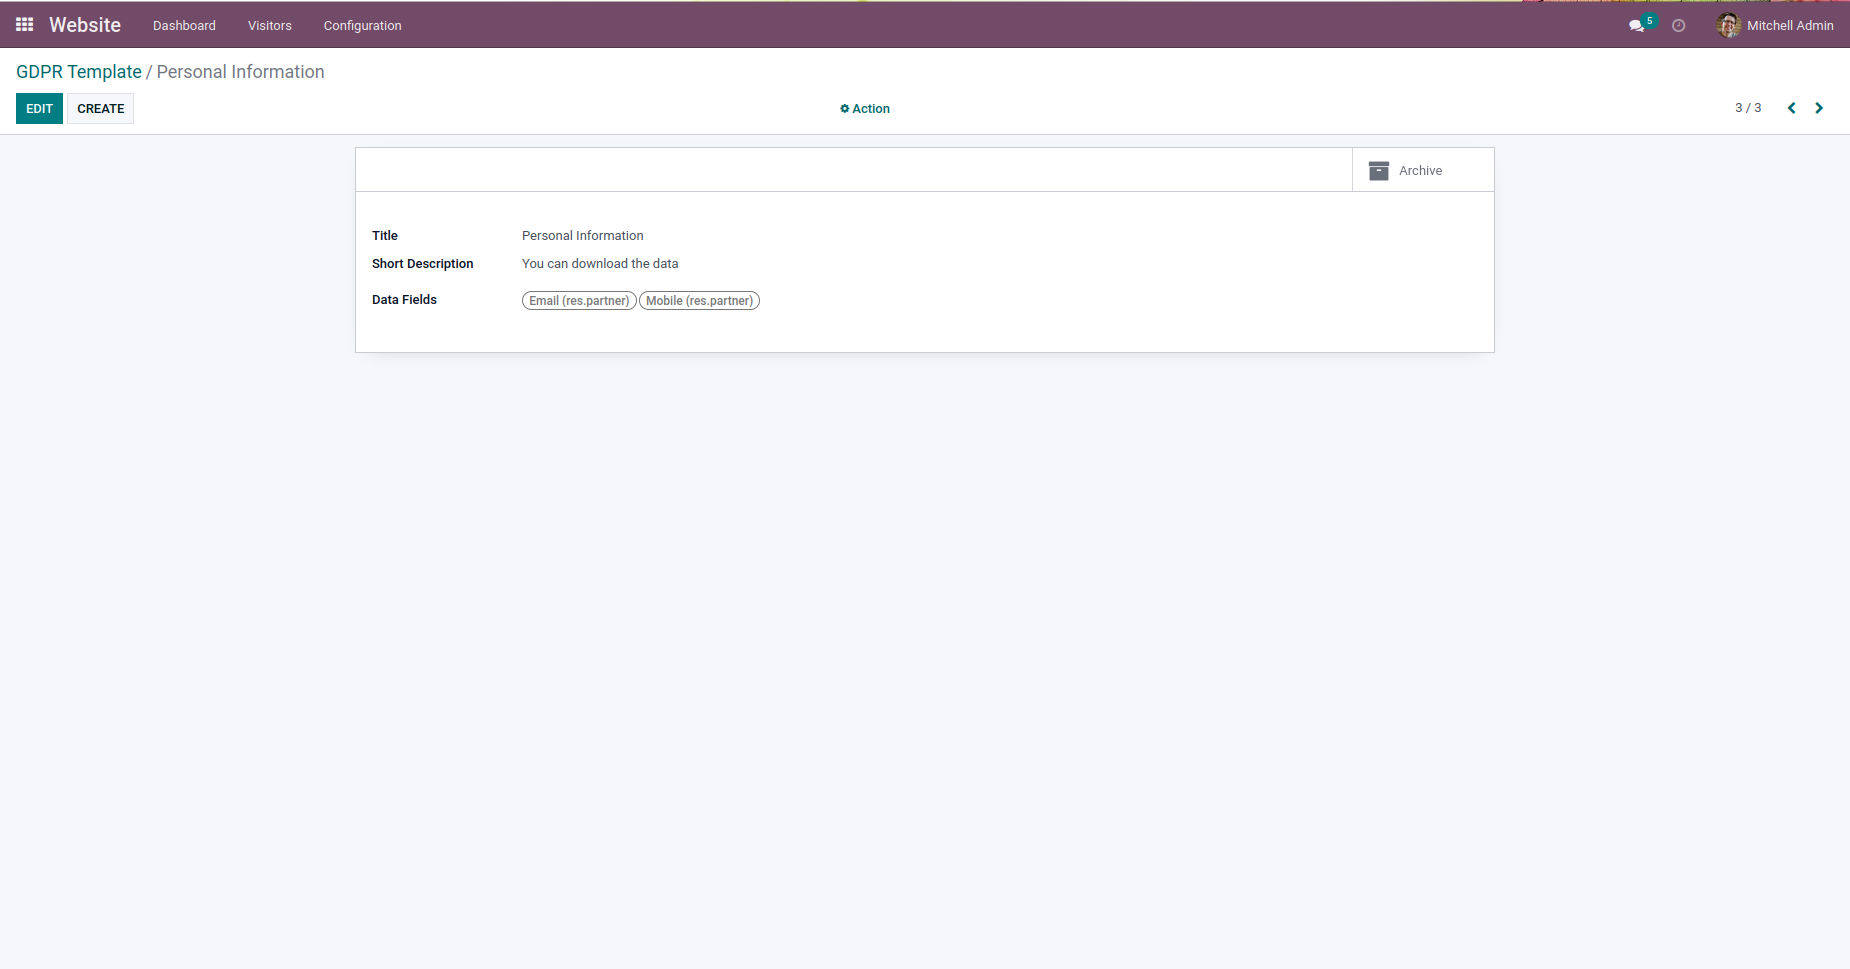 Website Dashboard Visitors Configuration 5 Mitchell Admin
GDPR Template / Personal Information
EDIT CREATE Action 3 / 3
Archive
Title Personal Information
Short Description You can download the data
Data Fields Email (res.partner) Mobile (res.partner)